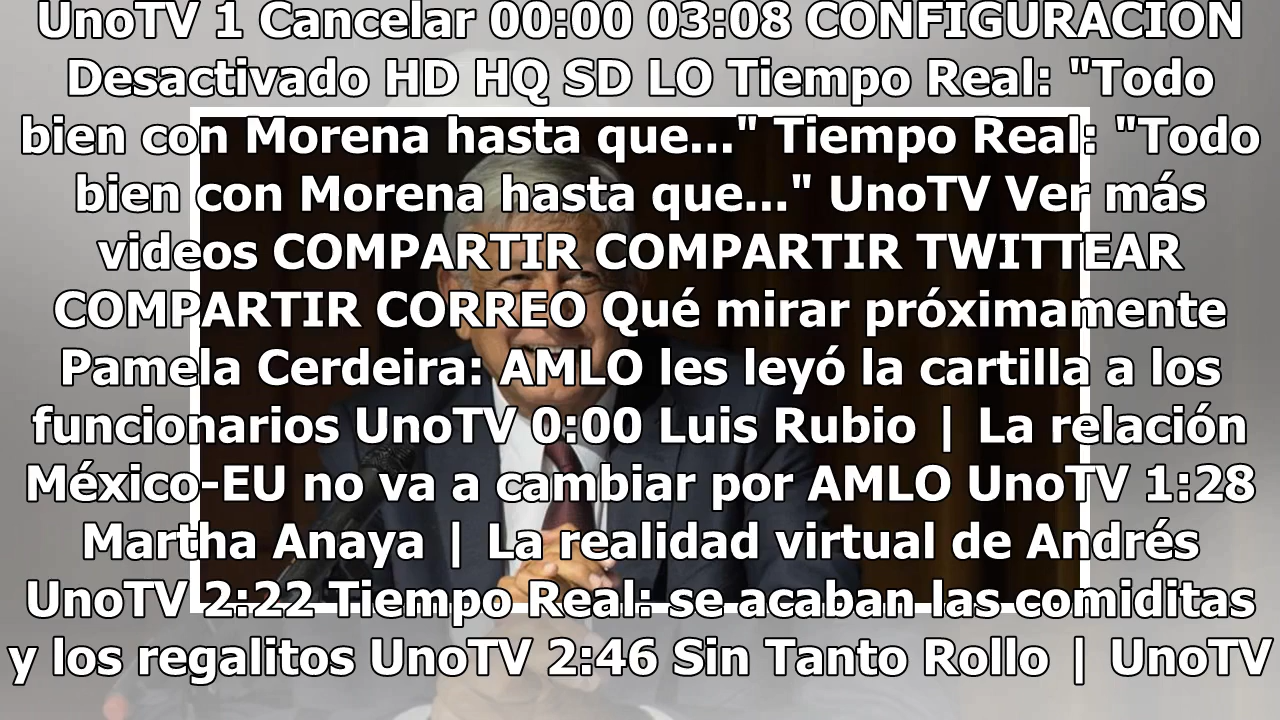 UnoTV 1 Cancelar 00:00 03:08 CONFIGURACIÓN
Desactivado HD HQ SD LO Tiempo Real: "Todo
bien con Morena hasta que..." Tiempo Real: "Todo
bien con Morena hasta que..." UnoTV Ver más
videos COMPARTIR COMPARTIR TWITTEAR
COMPARTIR CORREO Qué mirar próximamente
Pamela Cerdeira: AMLO les leyó la cartilla a los
funcionarios UnoTV 0:00 Luis Rubio | La relación
México-EU no va a cambiar por AMLO UnoTV 1:28
Martha Anaya | La realidad virtual de Andrés
UnoTV 2:22 Tiempo Real: se acaban las comiditas
y los regalitos UnoTV 2:46 Sin Tanto Rollo | UnoTV